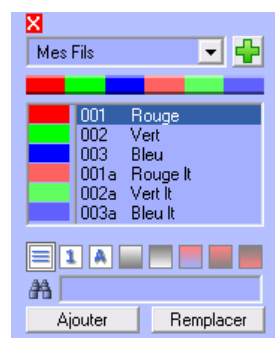 Mes Fils
001 Rouge
002 Vert
003 Bleu
001a Rouge lt
002a Vert lt
003a Bleu lt
1 A
Ajouter Remplacer